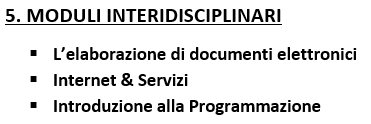 5. MODULI INTERIDISCIPLINARI
▪ L'elaborazione di documenti elettronici
▪ Internet & Servizi
▪ Introduzione alla Programmazione